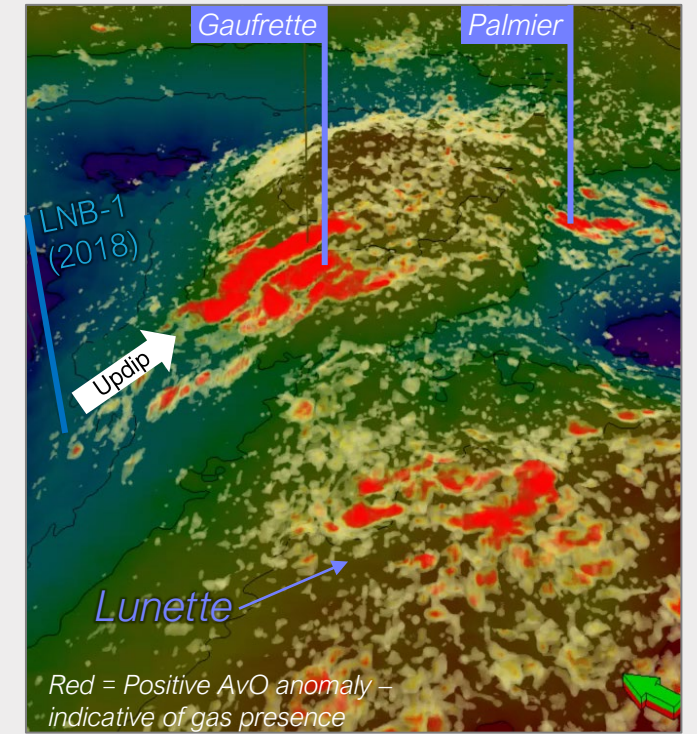 Gaufrette
Palmier
LNB-1
(2018)
Updip
Lunette
Red = Positive AvO anomaly –
indicative of gas presence